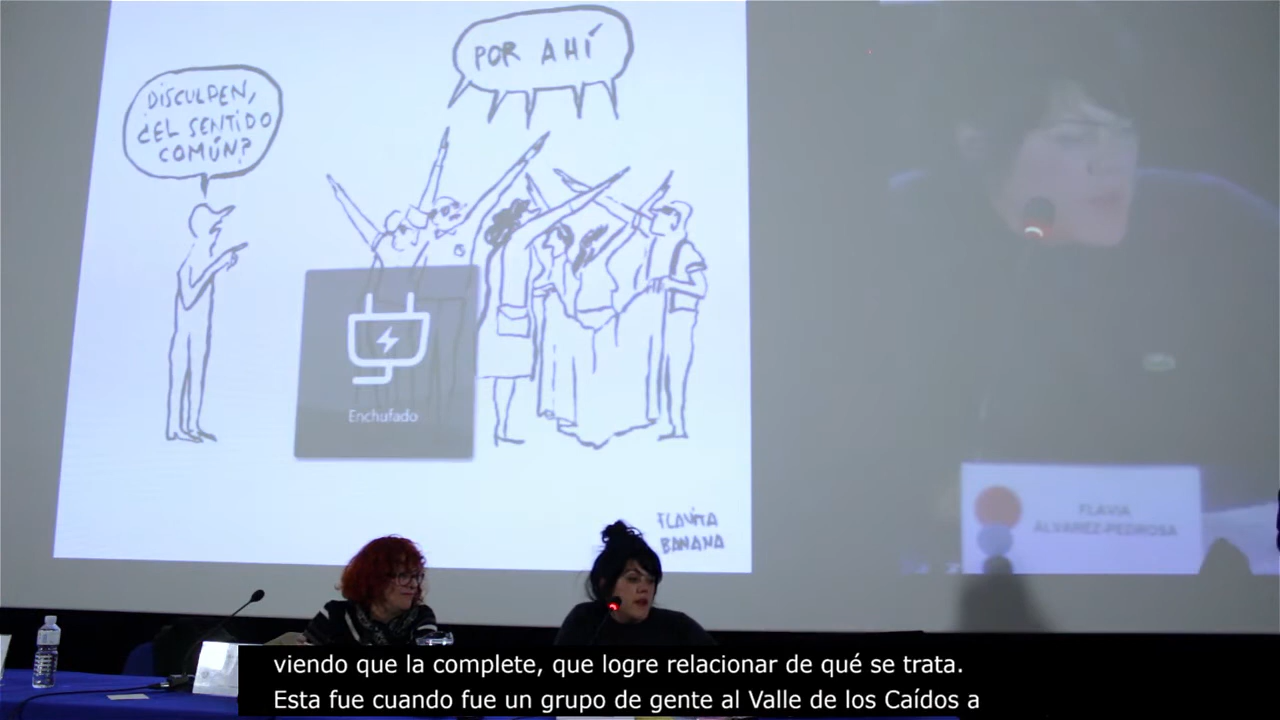 POR AHÍ
DISCULPEN,
¿EL SENTIDO
COMÚN?
Enchufado
FLAVITA
BANANA
FLAVIA
ALVAREZ-PEDROSA
viendo que la complete, que logre relacionar de qué se trata.
Esta fue cuando fue un grupo de gente al Valle de los Caídos a